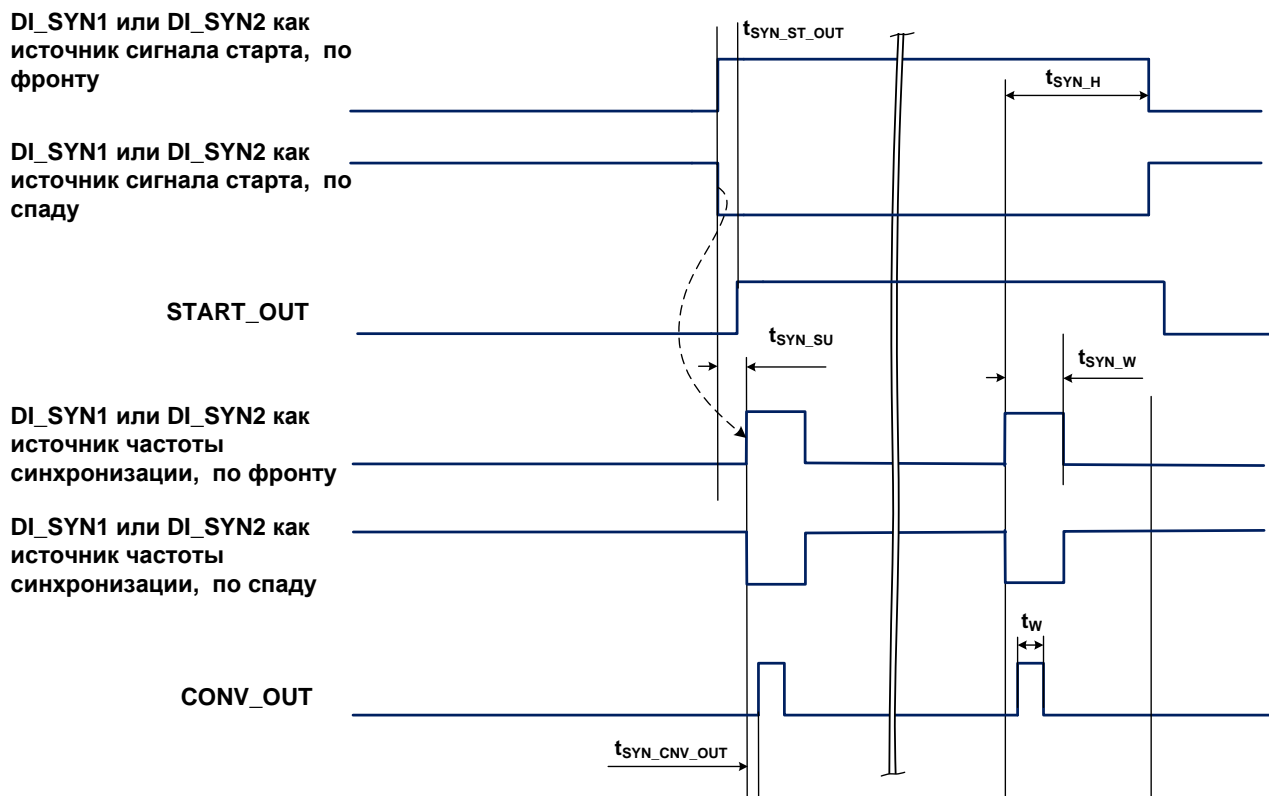 DI_SYN1 или DI_SYN2 как
источник сигнала старта, по
фронту
tSYN_ST_OUT
tSYN_H
DI_SYN1 или DI_SYN2 как
источник сигнала старта, по
спаду
START_OUT
tSYN_SU
tSYN_W
DI_SYN1 или DI_SYN2 как
источник частоты
синхронизации, по фронту
DI_SYN1 или DI_SYN2 как
источник частоты
синхронизации, по спаду
tW
CONV_OUT
tSYN_CNV_OUT